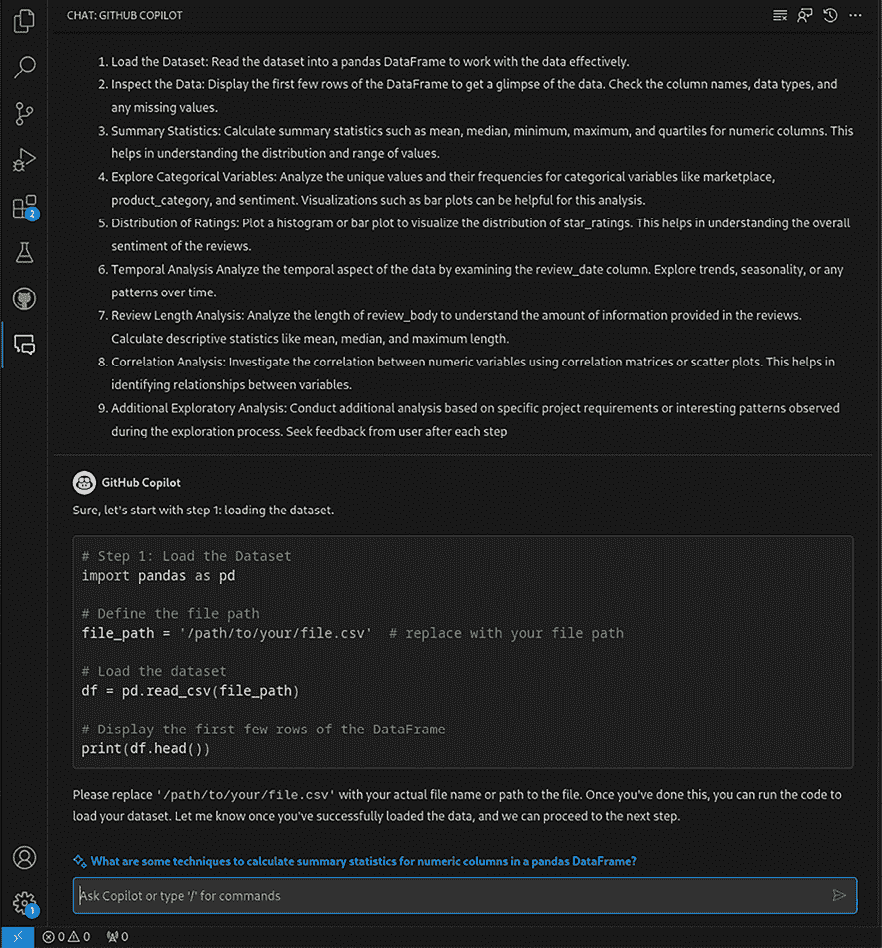 CHAT: GITHUB COPILOT
1. Load the Dataset: Read the dataset into a pandas DataFrame to work with the data effectively.
2. Inspect the Data: Display the first few rows of the DataFrame to get a glimpse of the data. Check the column names, data types, and
any missing values.
3. Summary Statistics: Calculate summary statistics such as mean, median, minimum, maximum, and quartiles for numeric columns. This
helps in understanding the distribution and range of values.
4. Explore Categorical Variables: Analyze the unique values and their frequencies for categorical variables like marketplace,
product_category, and sentiment. Visualizations such as bar plots can be helpful for this analysis.
5. Distribution of Ratings: Plot a histogram or bar plot to visualize the distribution of star_ratings. This helps in understanding the overall
sentiment of the reviews.
6. Temporal Analysis Analyze the temporal aspect of the data by examining the review_date column. Explore trends, seasonality, or any
patterns over time.
7. Review Length Analysis: Analyze the length of review_body to understand the amount of information provided in the reviews.
Calculate descriptive statistics like mean, median, and maximum length.
8. Correlation Analysis: Investigate the correlation between numeric variables using correlation matrices or scatter plots. This helps in
identifying relationships between variables.
9. Additional Exploratory Analysis: Conduct additional analysis based on specific project requirements or interesting patterns observed
during the exploration process. Seek feedback from user after each step
2
GitHub Copilot
Sure, let's start with step 1: loading the dataset.
# Step 1: Load the Dataset
import pandas as pd
# Define the file path
file_path = '/path/to/your/file.csv'  # replace with your file path
# Load the dataset
df = pd.read_csv(file_path)
# Display the first few rows of the DataFrame
print(df.head())
Please replace '/path/to/your/file.csv' with your actual file name or path to the file. Once you've done this, you can run the code to
load your dataset. Let me know once you've successfully loaded the data, and we can proceed to the next step.
What are some techniques to calculate summary statistics for numeric columns in a pandas DataFrame?
Ask Copilot or type '/' for commands
1
0 0 0